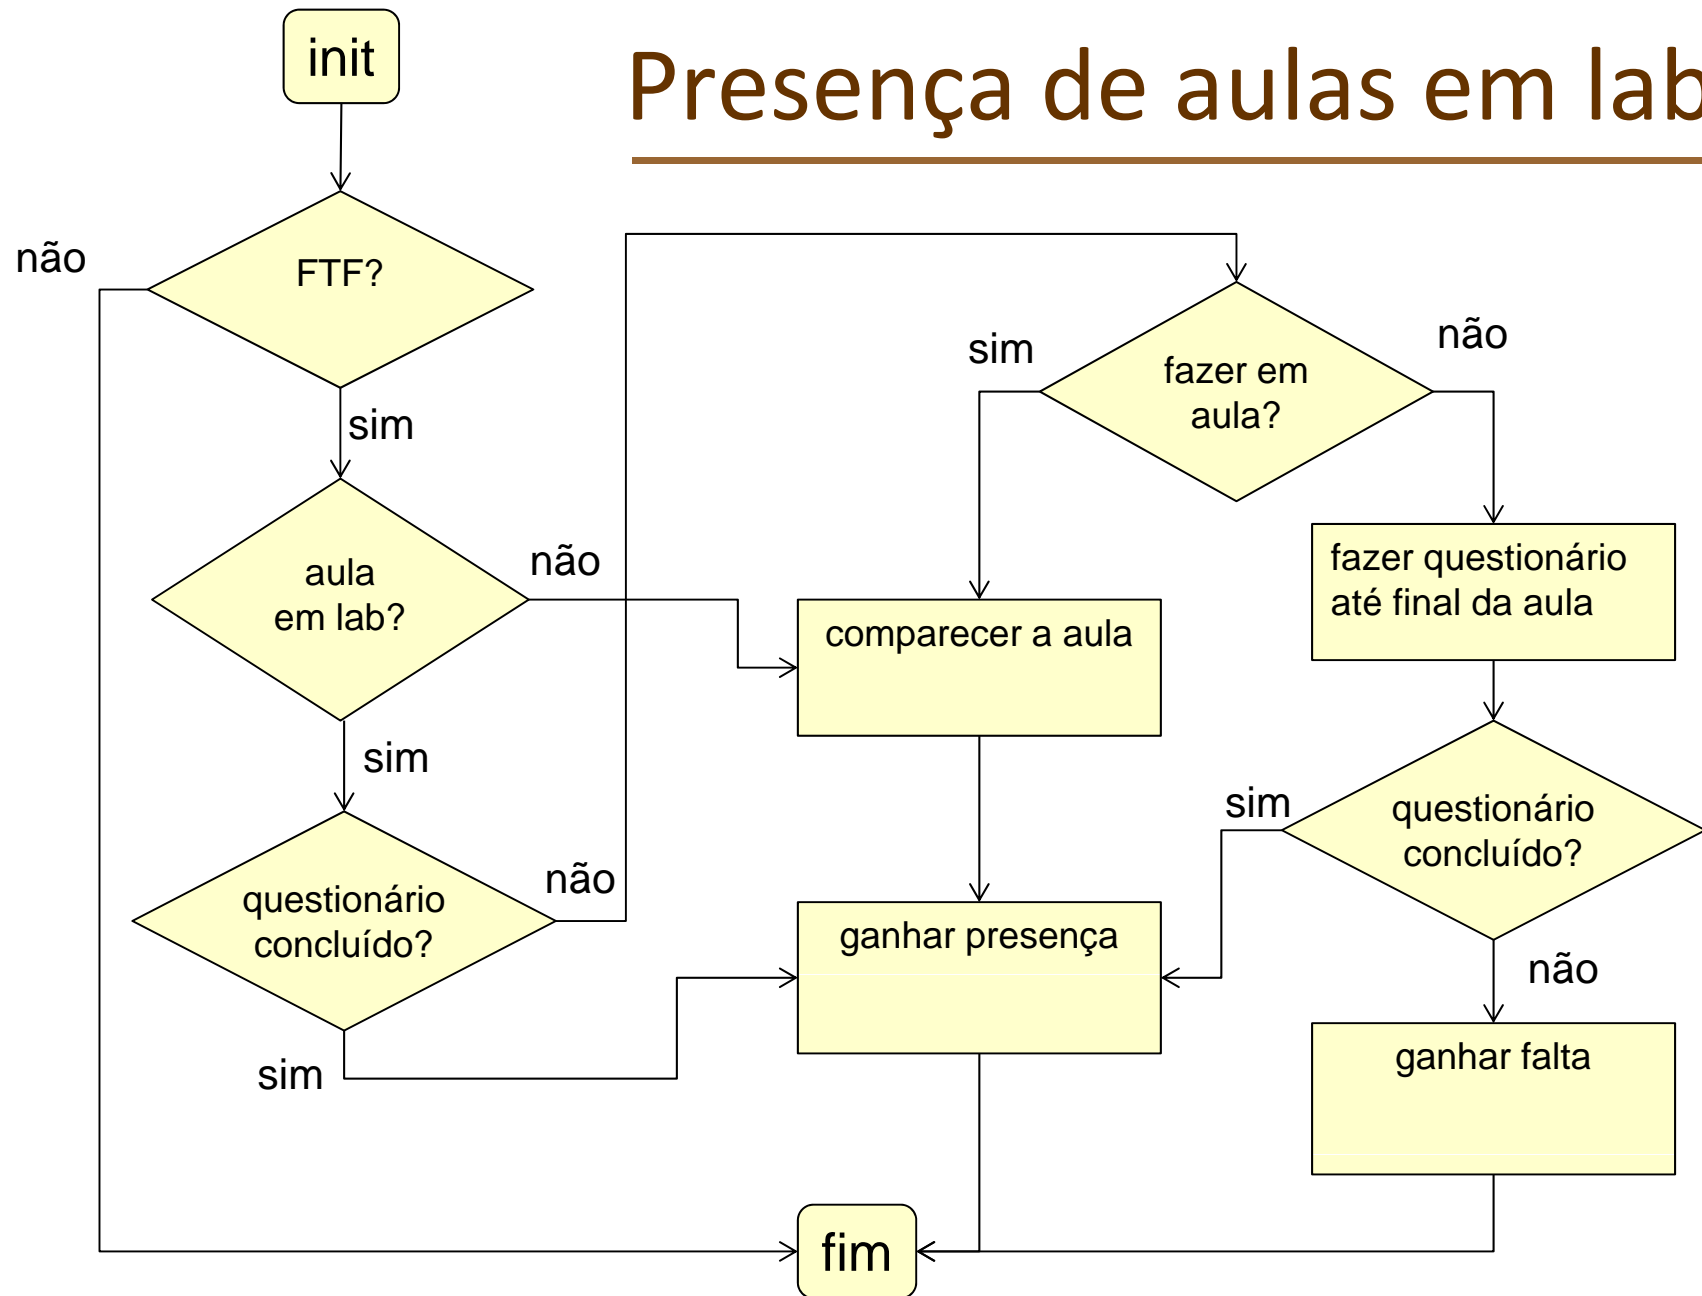 init
Presença de aulas em lab
não
FTF?
sim
sim
fazer em
aula?
não
aula
em lab?
não
fazer questionário
até final da aula
comparecer a aula
sim
sim
questionário
concluído?
não
questionário
concluído?
ganhar presença
não
sim
ganhar falta
fim